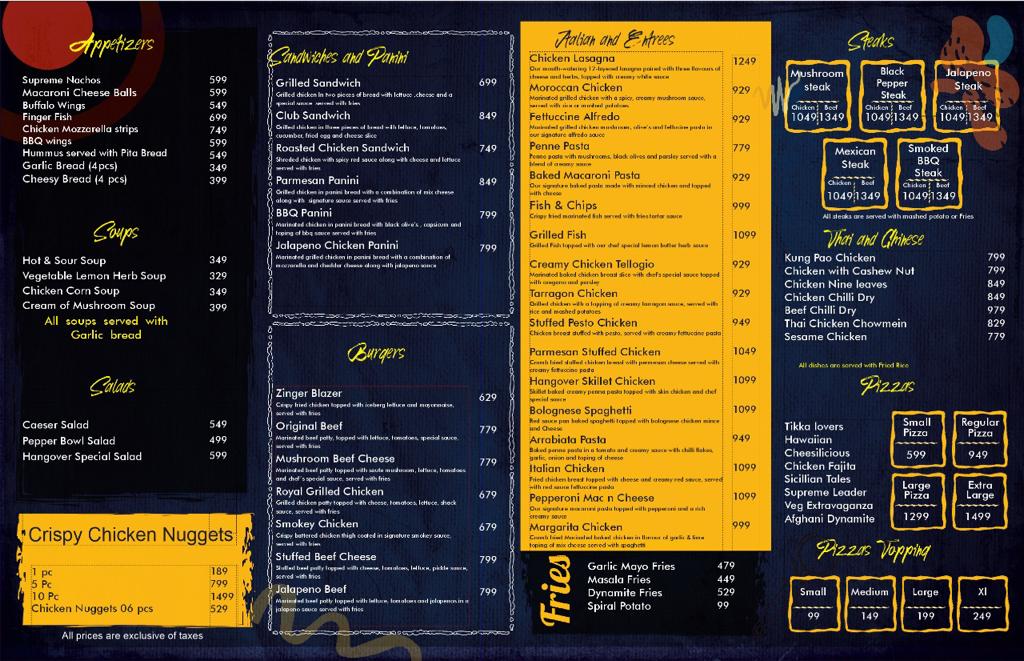 Appetizers
Supreme Nachos 599
Macaroni Cheese Balls 599
Buffalo Wings 549
Finger Fish 699
Chicken Mozzarella strips 749
BBQ wings 599
Hummus served with Pita Bread 549
Garlic Bread (4pcs) 349
Cheesy Bread (4 pcs) 399
Soups
Hot & Sour Soup 349
Vegetable Lemon Herb Soup 329
Chicken Corn Soup 349
Cream of Mushroom Soup 399
All soups served with
Garlic bread
Salads
Caeser Salad 549
Pepper Bowl Salad 499
Hangover Special Salad 599
Crispy Chicken Nuggets
1 pc 189
5 Pc 799
10 Pc 1499
Chicken Nuggets 06 pcs 529
All prices are exclusive of taxes
Sandwiches and Panini
Grilled Sandwich 699
Grilled chicken in two pieces of bread with lettuce ,cheese and a
special sauce served with fries
Club Sandwich 849
Grilled chicken in three pieces of bread with lettuce, tomatoes,
cucumber, fried egg and cheese slice
Roasted Chicken Sandwich 749
Shreded chicken with spicy red sauce along with cheese and lettuce
served with fries
Parmesan Panini 849
Grilled chicken in panini bread with a combination of mix cheese
along with signature sauce served with fries
BBQ Panini 799
Marinated chicken in panini bread with black olive's , capsicum and
toping of bbq sauce served with fries
Jalapeno Chicken Panini 799
Marinated grilled chicken in panini bread with a combination of
mozzarella and cheddar cheese along with jalapeno sauce
Burgers
Zinger Blazer 629
Crispy fried chicken topped with iceberg lettuce and mayonnaise,
served with fries
Original Beef 779
Marinated beef patty, topped with lettuce, tomatoes, special sauce,
served with fries
Mushroom Beef Cheese 779
Marinated beef patty topped with saute mushroom, lettuce, tomatoes
and chef's special sauce, served with fries
Royal Grilled Chicken 679
Grilled chicken patty topped with cheese, tomatoes, lettuce, shack
sauce, served with fries
Smokey Chicken 679
Crispy battered chicken thigh coated in signature smokey sauce,
served with fries
Stuffed Beef Cheese 799
Stuffed beef patty topped with cheese, tomatoes, lettuce, pickle sauce,
served with fries
Jalapeno Beef 799
Marinated beef patty topped with lettuce, tomatoes and jalapenos in a
jalapeno sauce served with fries
Italian and Entrees
Chicken Lasagna 1249
Our mouth-watering 12-layered lasagna paired with three flavours of
cheese and herbs, topped with creamy white sauce
Moroccan Chicken 929
Marinated grilled chicken with a spicy, creamy mushroom sauce,
served with rice or mashed potatoes
Fettuccine Alfredo 929
Marinated grilled chicken mushroom, olive's and fettuccine pasta in
our signature alfredo sauce
Penne Pasta 779
Penne pasta with mushrooms, black olives and parsley served with a
blend of creamy sauce
Baked Macaroni Pasta 929
Our signature baked pasta made with minced chicken and topped
with cheese
Fish & Chips 999
Crispy fried marinated fish served with fries tartar sauce
Grilled Fish 1099
Grilled Fish topped with our chef special lemon butter herb sauce
Creamy Chicken Tellogio 929
Marinated baked chicken breast slice with chef's special sauce topped
with oregano and parsley
Tarragon Chicken 929
Grilled chicken with a topping of creamy tarragon sauce, served with
rice and mashed potatoes
Stuffed Pesto Chicken 949
Chicken breast stuffed with pesto, served with creamy fettuccine pasta
Parmesan Stuffed Chicken 1049
Crumb fried stuffed chicken breast with parmesan cheese served with
creamy fettuccine pasta
Hangover Skillet Chicken 1099
Skillet baked creamy penne pasta topped with skin chicken and chef
special sauce
Bolognese Spaghetti 1099
Red sauce pan baked spaghetti topped with bolognese chicken mince
and Cheese
Arrabiata Pasta 949
Baked penne pasta in a tomato and creamy sauce with chilli flakes,
garlic, onion and toping of cheese
Italian Chicken 1099
Fried chicken breast topped with cheese and creamy red sauce, served
with red sauce fettuccine pasta
Pepperoni Mac n Cheese 1099
Our signature macaroni pasta topped with pepperoni and a rich
creamy sauce
Margarita Chicken 999
Crumb fried Marinated baked chicken in flavour of garlic & lime
toping of mix cheese served with spaghetti
Fries
Garlic Mayo Fries 479
Masala Fries 449
Dynamite Fries 529
Spiral Potato 99
Steaks
Mushroom
steak
Chicken Beef
1049 1349
Black
Pepper
Steak
Chicken Beef
1049 1349
Jalapeno
Steak
Chicken Beef
1049 1349
Mexican
Steak
Chicken Beef
1049 1349
Smoked
BBQ
Steak
Chicken Beef
1049 1349
All steaks are served with mashed potato or Fries
Thai and Chinese
Kung Pao Chicken 799
Chicken with Cashew Nut 799
Chicken Nine leaves 849
Chicken Chilli Dry 849
Beef Chilli Dry 979
Thai Chicken Chowmein 829
Sesame Chicken 779
All dishes are served with Fried Rice
Pizzas
Tikka lovers
Hawaiian
Cheesilicious
Chicken Fajita
Sicillian Tales
Supreme Leader
Veg Extravaganza
Afghani Dynamite
Small
Pizza
599
Regular
Pizza
949
Large
Pizza
1299
Extra
Large
1499
Pizzas Topping
Small
99
Medium
149
Large
199
Xl
249